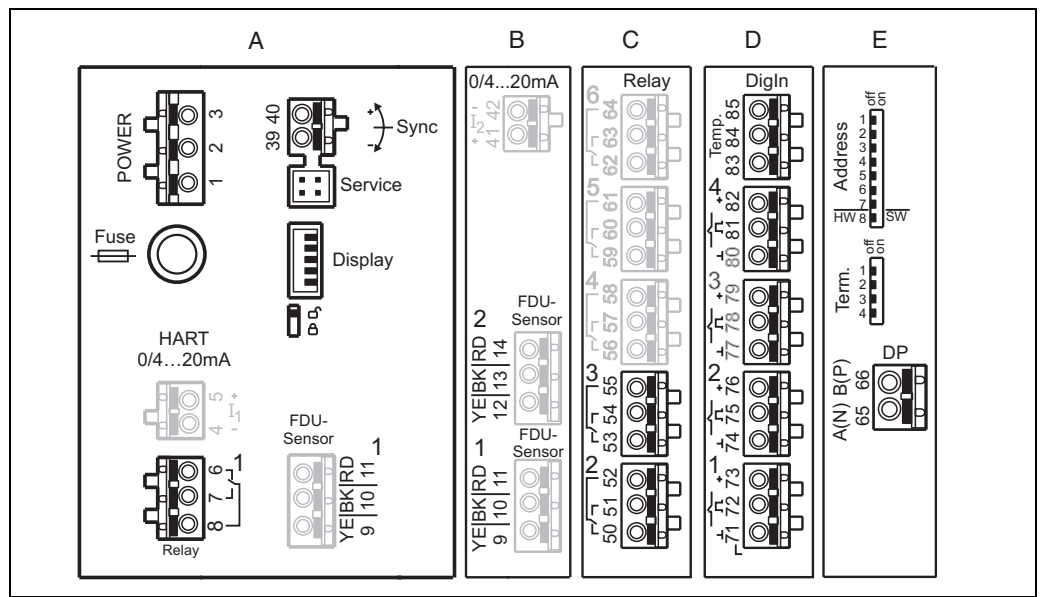 A B C D E
POWER
3
2
1
39 40
+
-
Sync
Service
Fuse
Display
HART
0/4...20mA
5 +
I1
4 -
6
7
8
1
Relay
FDU-
Sensor
1
YE BK RD
9 10 11
0/4...20mA
- 42
I2
+ 41
2
FDU-
Sensor
YE BK RD
12 13 14
1
FDU-
Sensor
YE BK RD
9 10 11
Relay
6
62 63 64
5
59 60 61
4
56 57 58
3
53 54 55
2
50 51 52
DigIn
Temp.
83 84 85
4
80 81 82 +
3
77 78 79 +
2
74 75 76 +
1
71 72 73 +
L
off
on
Address
1
2
3
4
5
6
7
HW 8 SW
off
on
Term.
1
2
3
4
DP
A(N) B(P)
65 66